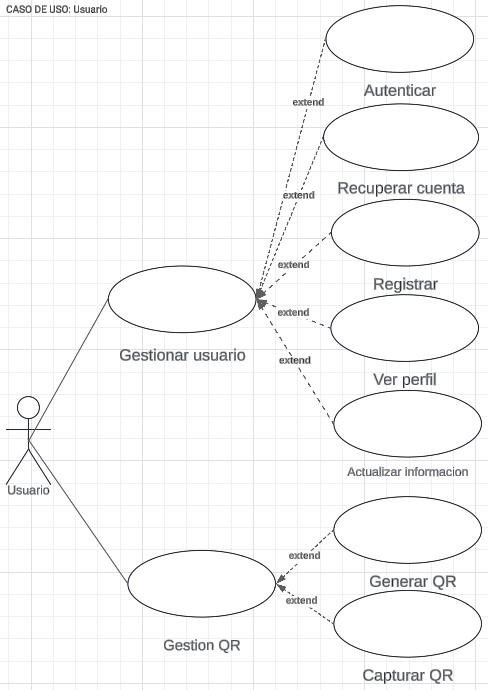 CASO DE USO: Usuario
Autenticar
extend
Recuperar cuenta
extend
Registrar
extend
Gestionar usuario
extend
Ver perfil
extend
Actualizar informacion
Usuario
extend
Generar QR
extend
Gestion QR
Capturar QR